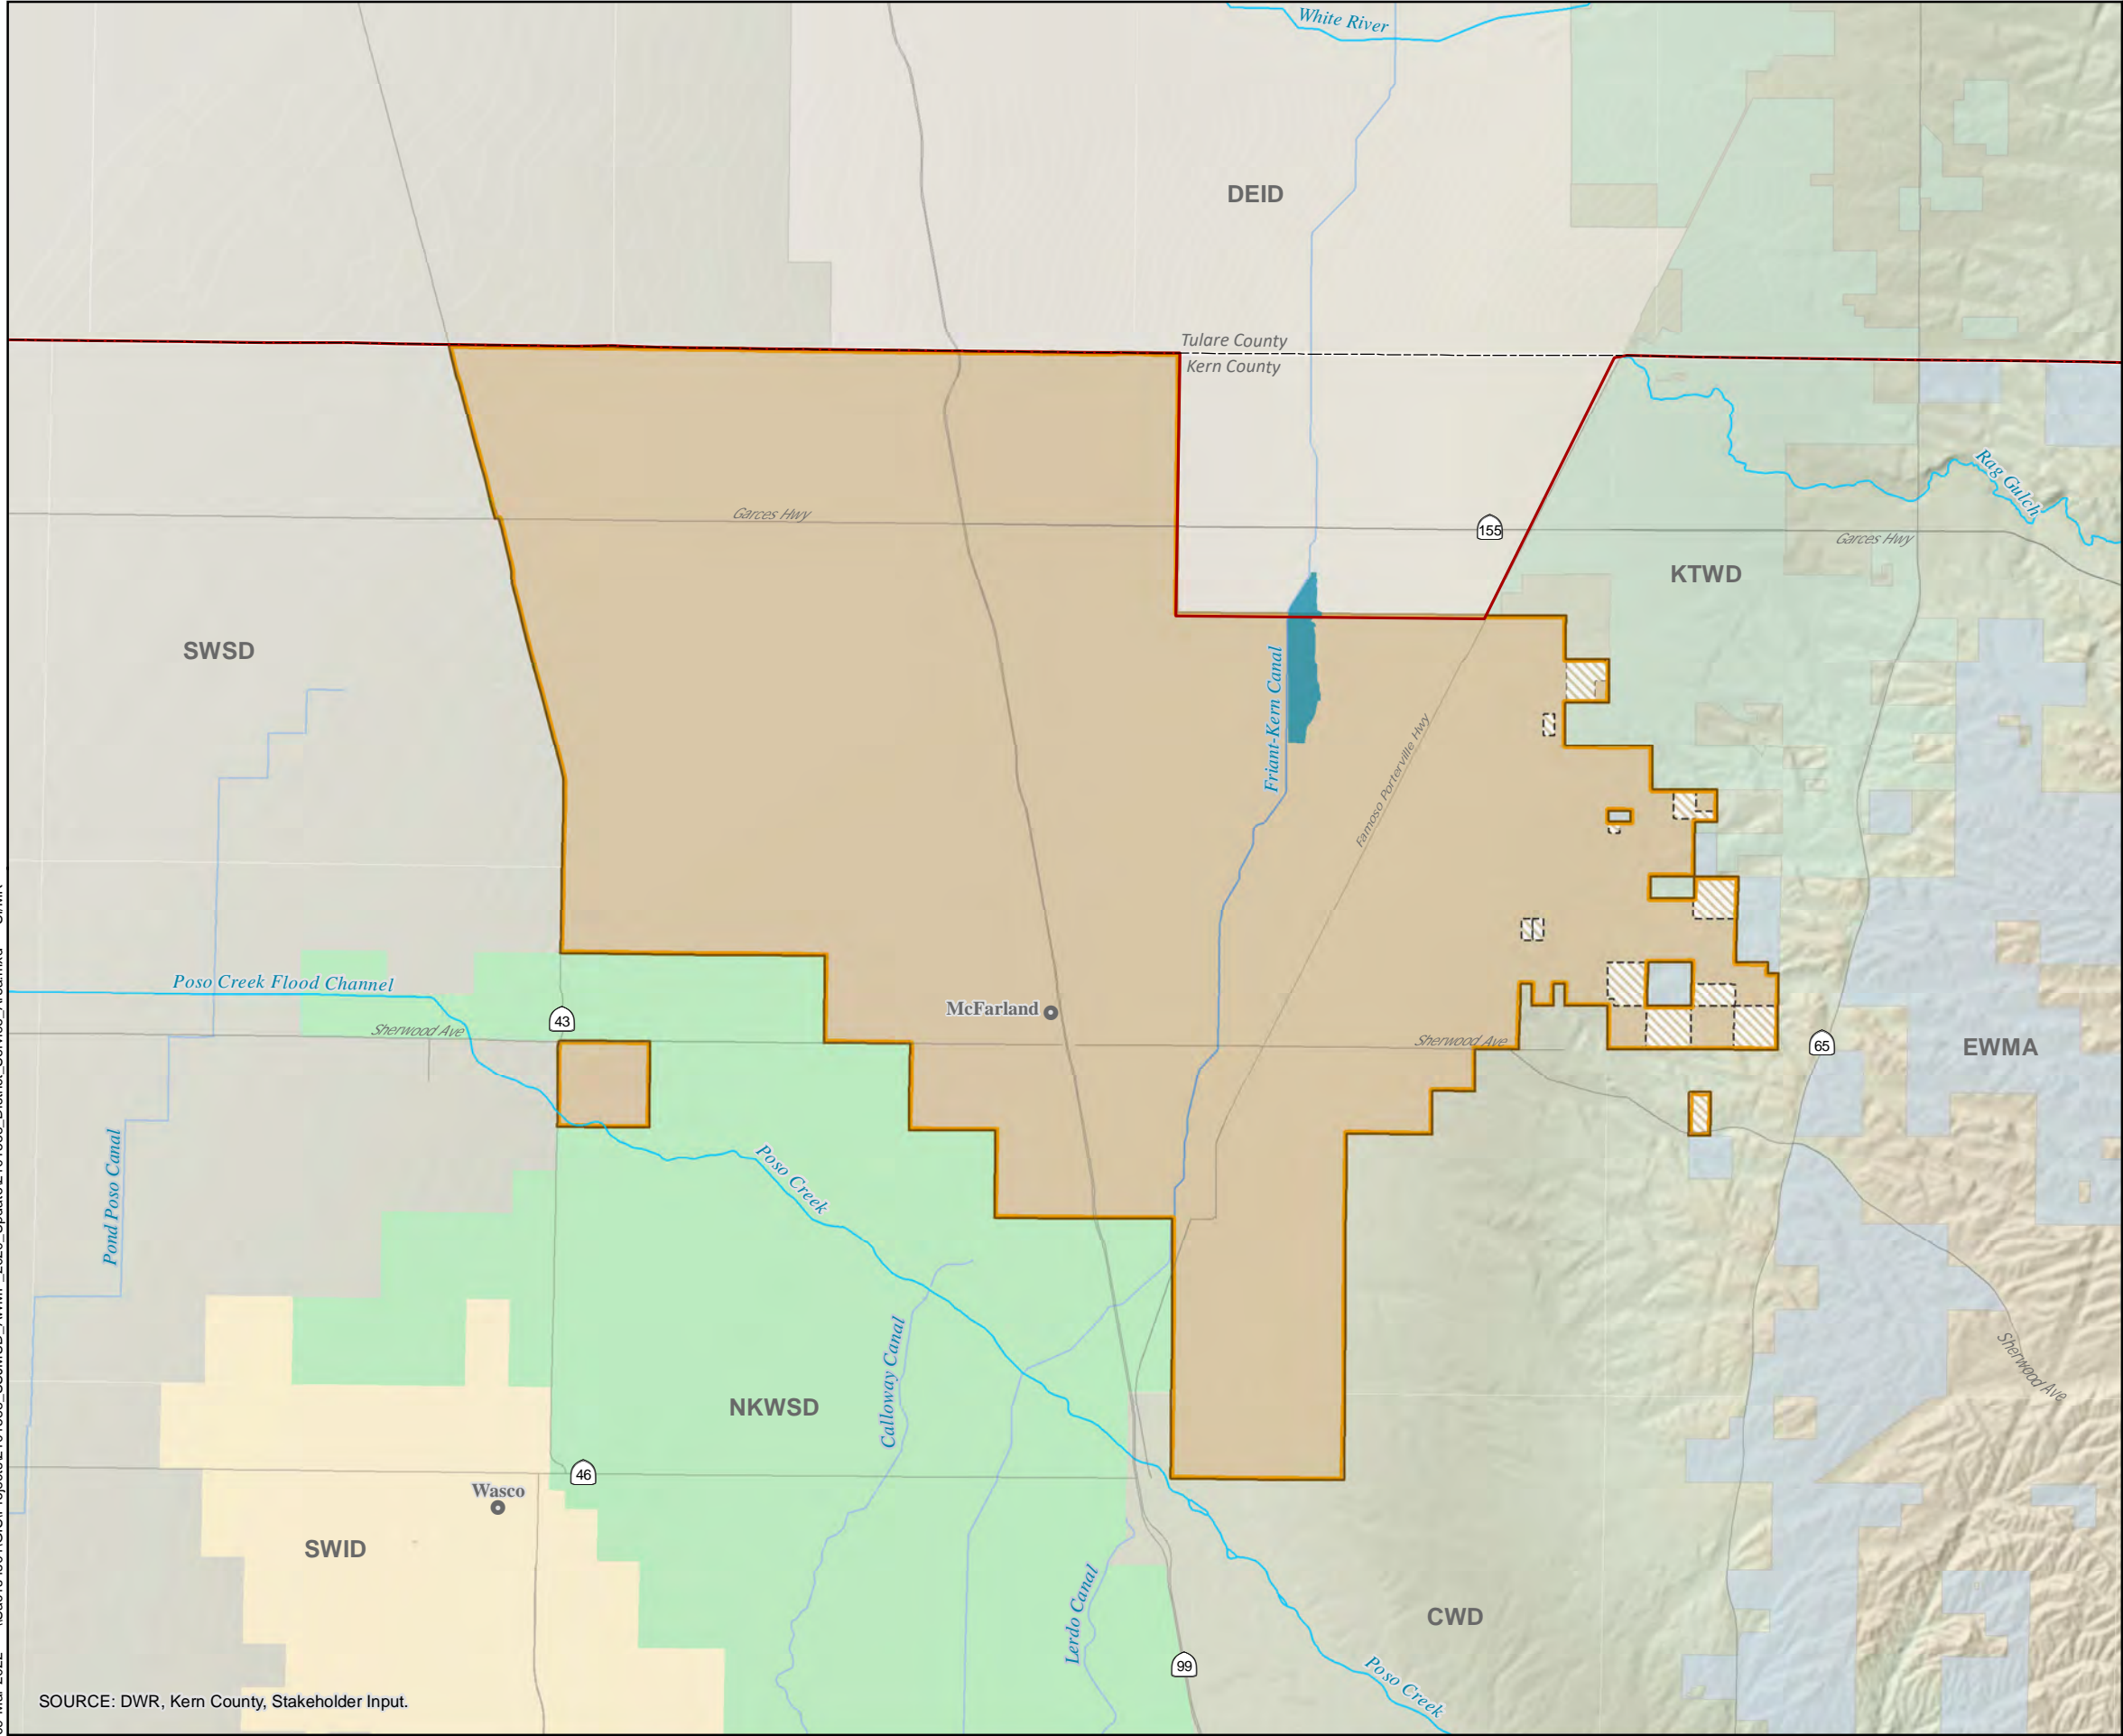 White River
DEID
Tulare County
Kern County
Rag Gulch
Garces Hwy
155
Garces Hwy
KTWD
SWSD
Friant-Kern Canal
Famoso Porterville Hwy
Poso Creek Flood Channel
McFarland
43
Sherwood Ave
Sherwood Ave
65
EWMA
Pond Poso Canal
Poso Creek
Calloway Canal
Sherwood Ave
NKWSD
46
Wasco
SWID
Lerdo Canal
CWD
99
Poso Creek
SOURCE: DWR, Kern County, Stakeholder Input.